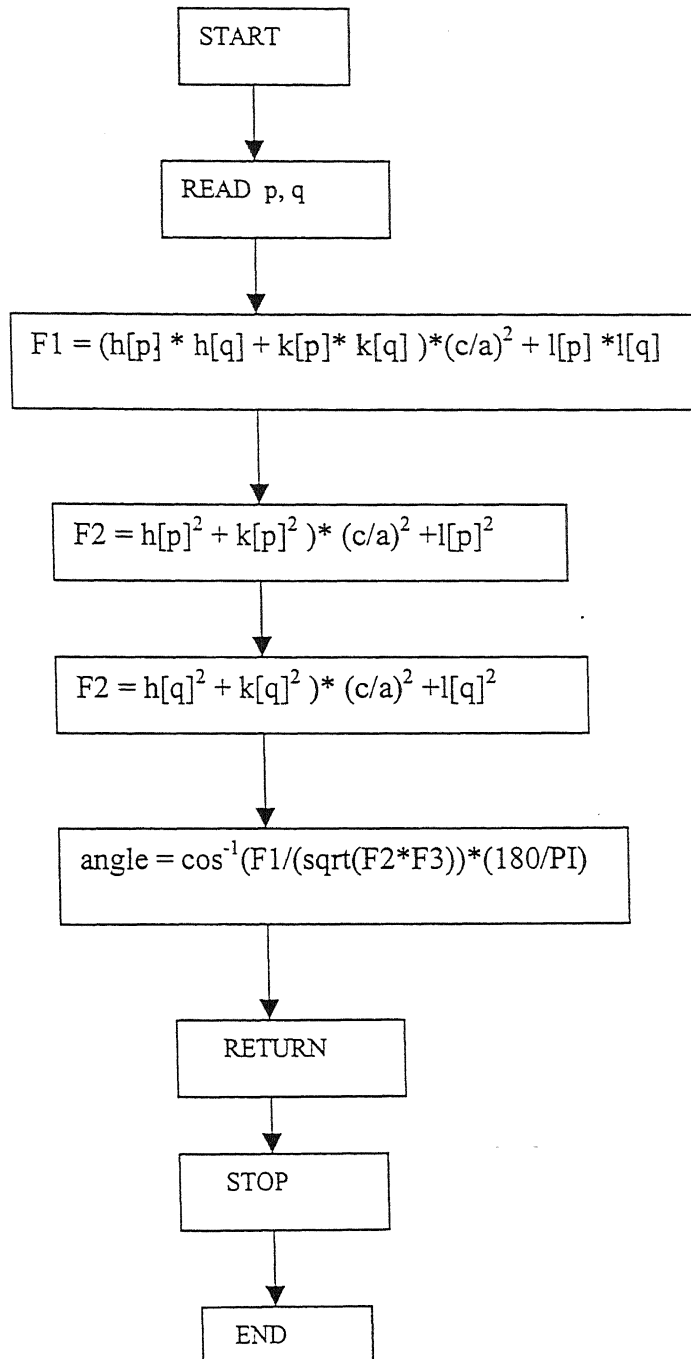 START
READ p, q
F1 = (h[p] * h[q] + k[p]* k[q] )*(c/a)² + l[p] *l[q]
F2 = h[p]² + k[p]² )* (c/a)² +l[p]²
F2 = h[q]² + k[q]² )* (c/a)² +l[q]²
angle = cos⁻¹(F1/(sqrt(F2*F3))*(180/PI)
RETURN
STOP
END